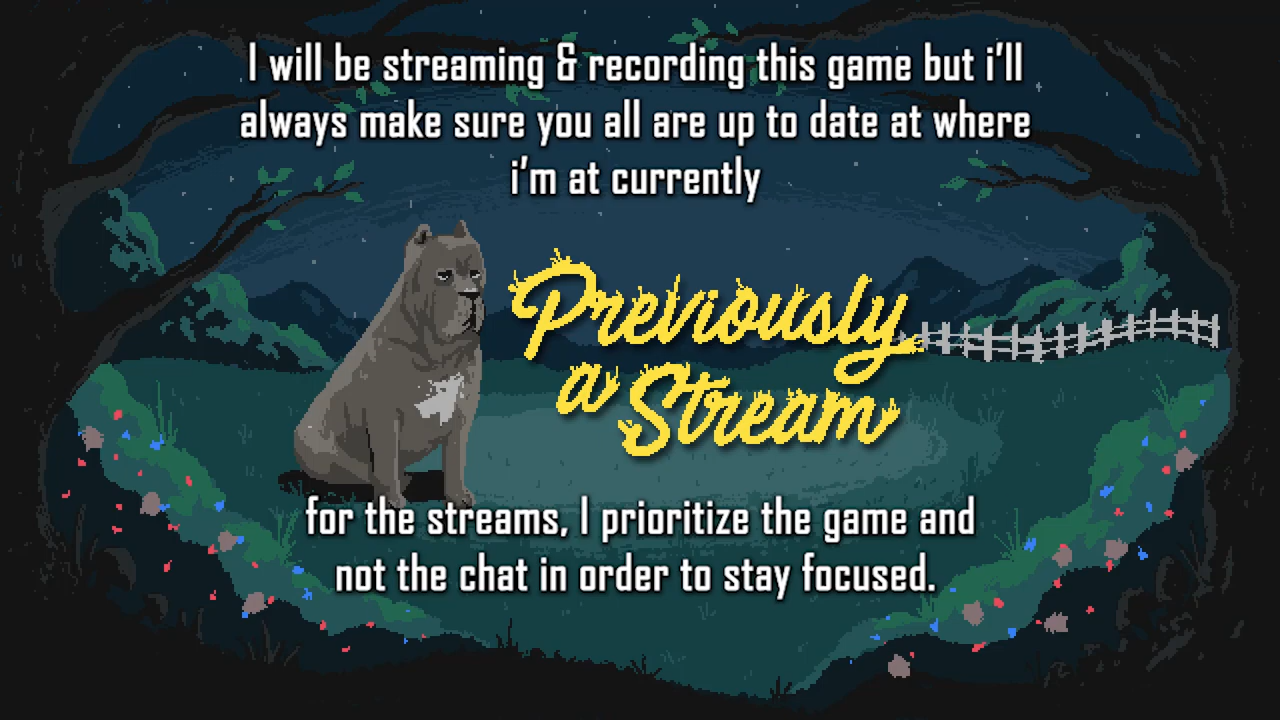 I will be streaming & recording this game but i'll
always make sure you all are up to date at where
i'm at currently
Previously
a Stream
for the streams, I prioritize the game and
not the chat in order to stay focused.